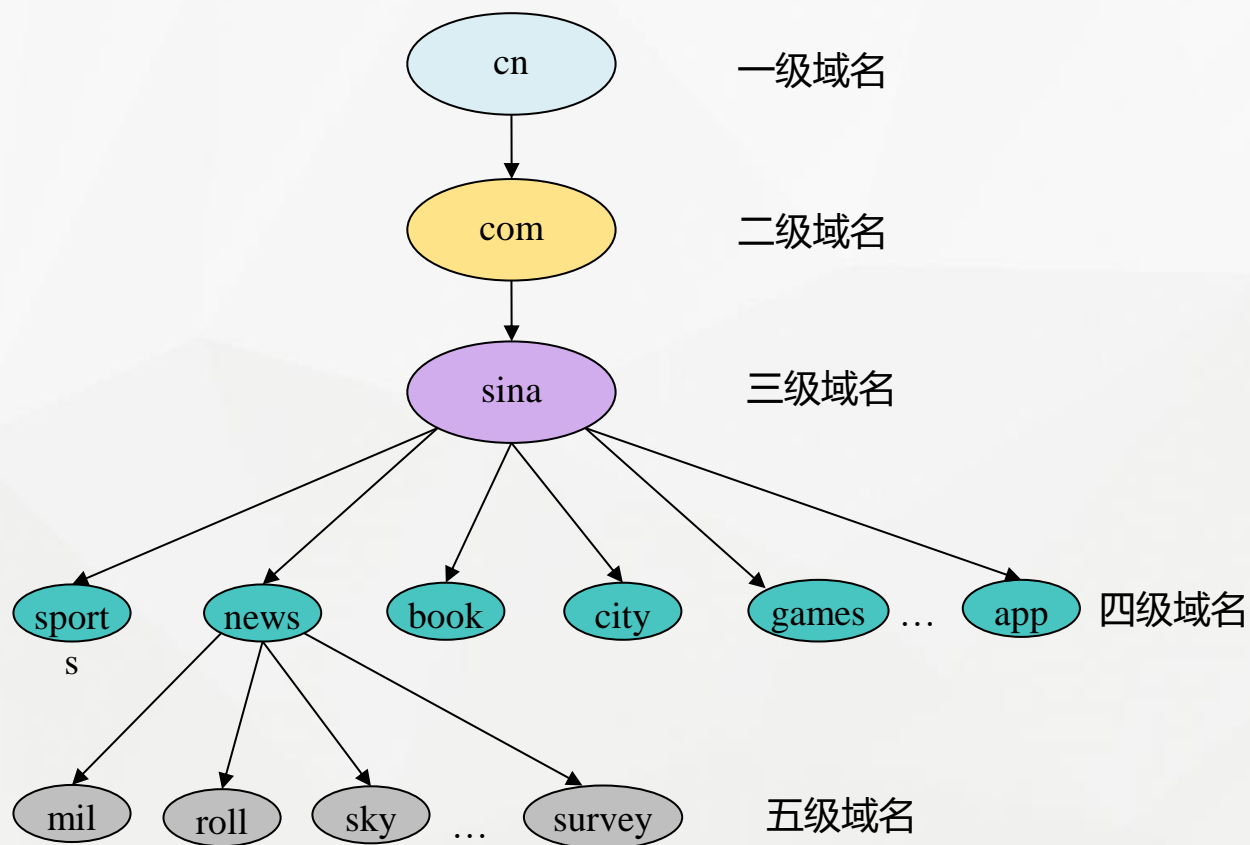 cn 一级域名
com 二级域名
sina 三级域名
sport
s
news book city games … app 四级域名
mil roll sky … survey 五级域名